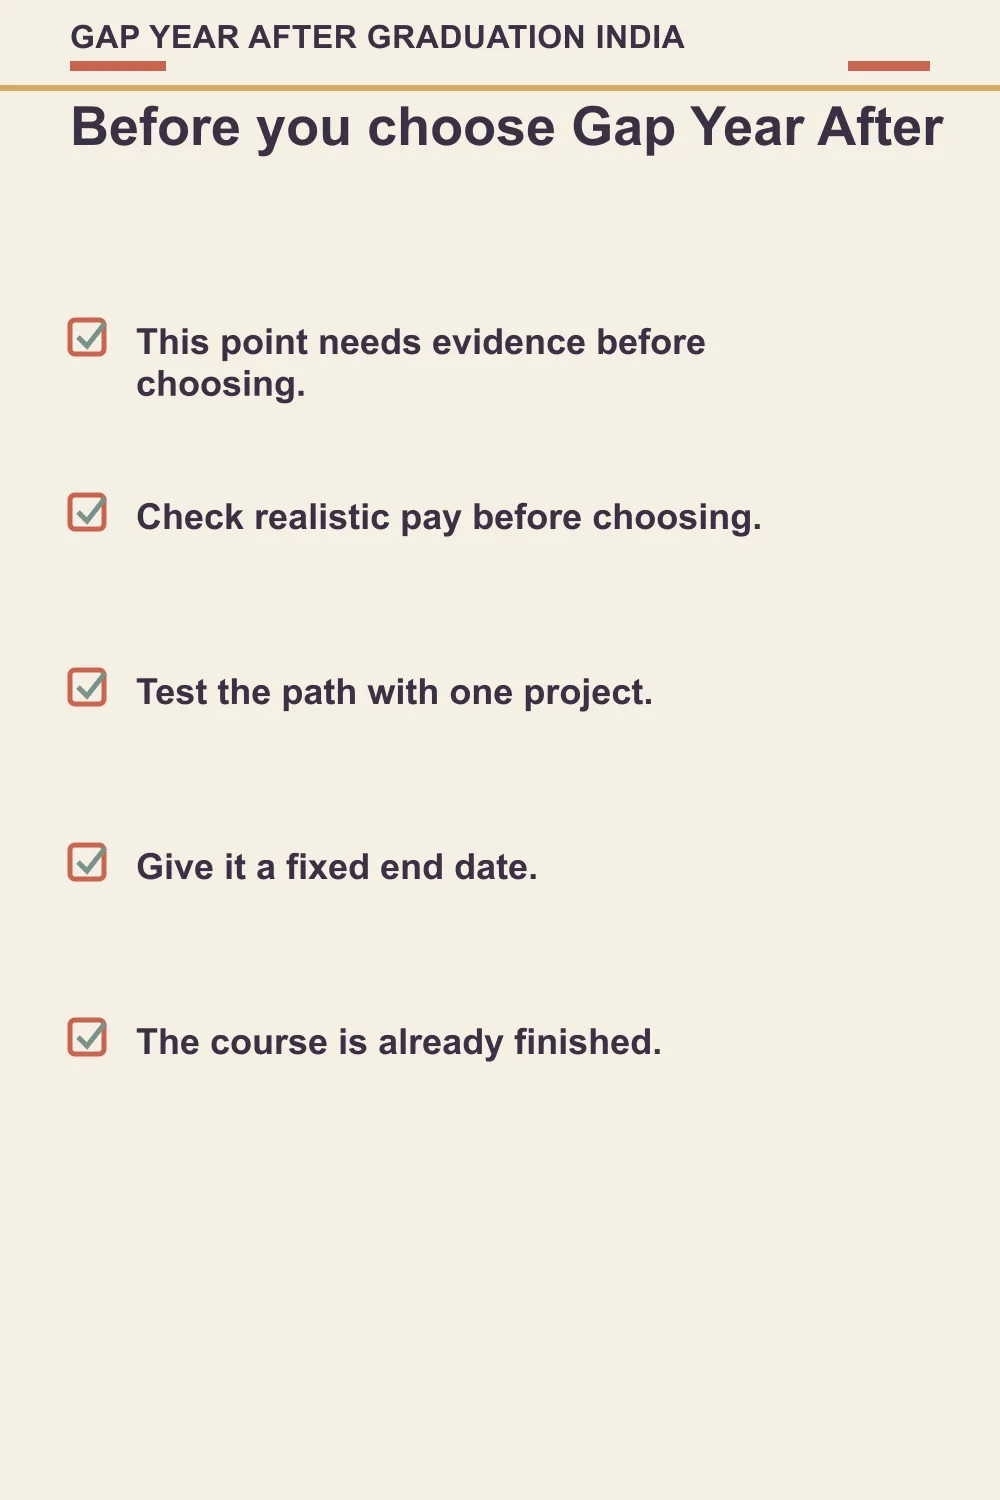 GAP YEAR AFTER GRADUATION INDIA
Before you choose Gap Year After
This point needs evidence before
choosing.
Check realistic pay before choosing.
Test the path with one project.
Give it a fixed end date.
The course is already finished.